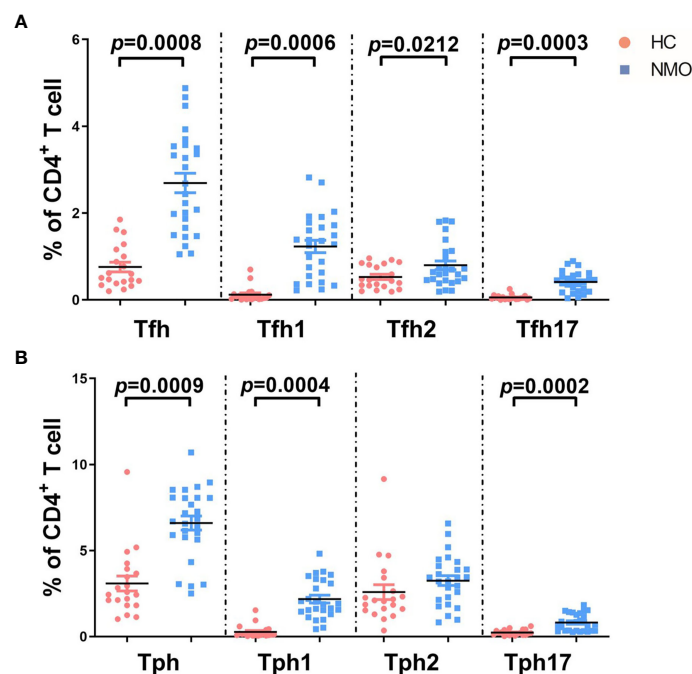 A
p=0.0008 p=0.0006 p=0.0212 p=0.0003
HC
NMO
% of CD4⁺ T cell
6
4
2
0
Tfh Tfh1 Tfh2 Tfh17
B
p=0.0009 p=0.0004 p=0.0002
% of CD4⁺ T cell
15
10
5
0
Tph Tph1 Tph2 Tph17